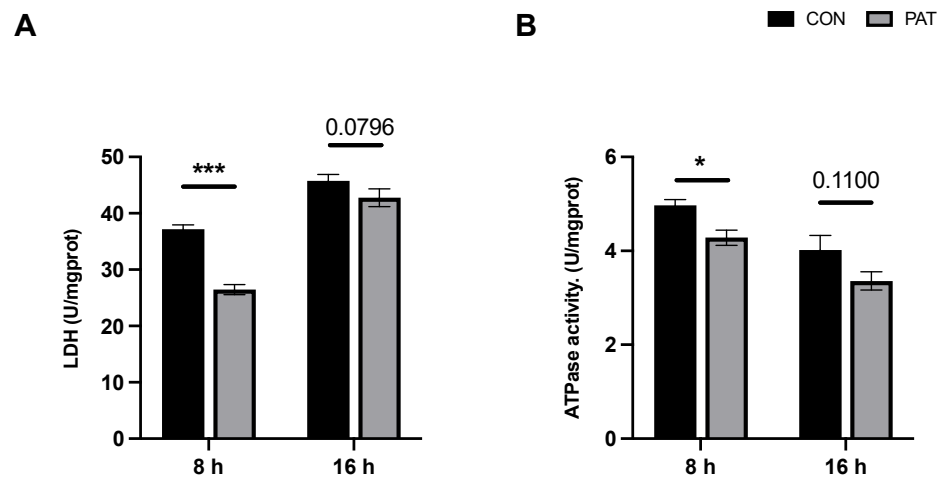 A
B
CON PAT
0.0796
***
50
40
30
20
10
0
LDH (U/mgprot)
8 h 16 h
*
0.1100
6
4
2
0
ATPase activity. (U/mgprot)
8 h 16 h